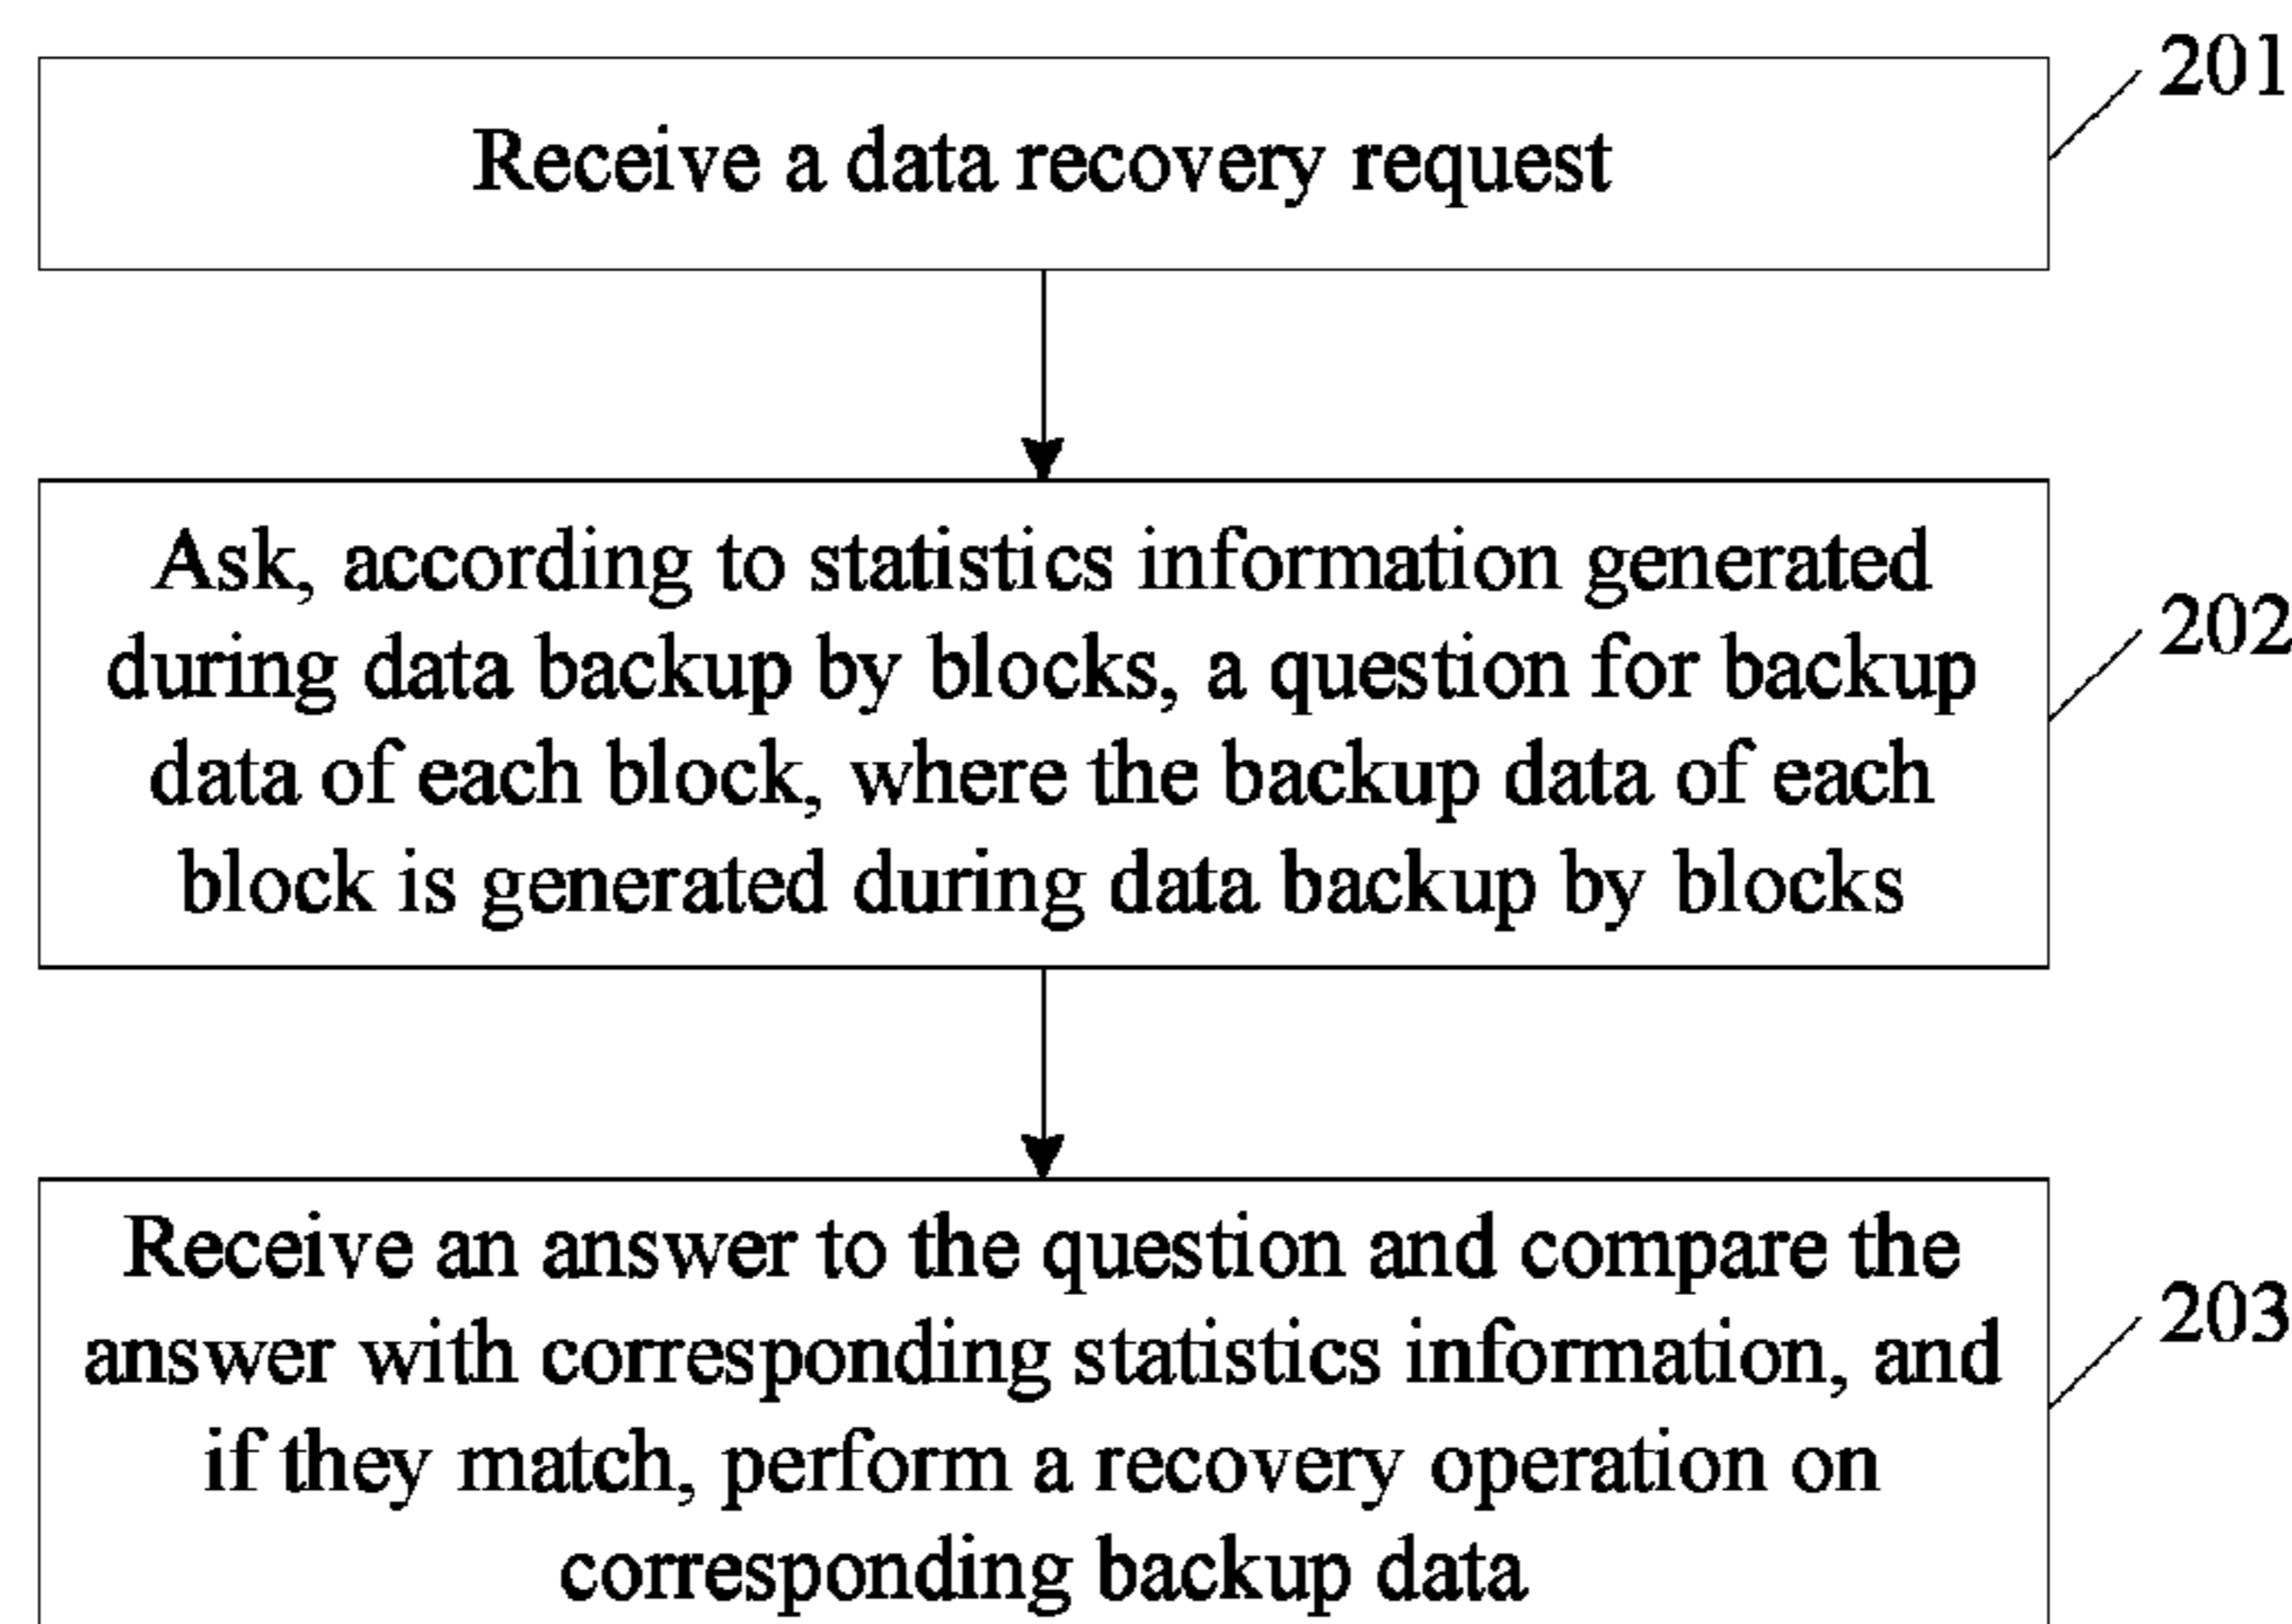 201
Receive a data recovery request
Ask, according to statistics information generated
during data backup by blocks, a question for backup
data of each block, where the backup data of each
block is generated during data backup by blocks
202
Receive an answer to the question and compare the
answer with corresponding statistics information, and
if they match, perform a recovery operation on
corresponding backup data
203